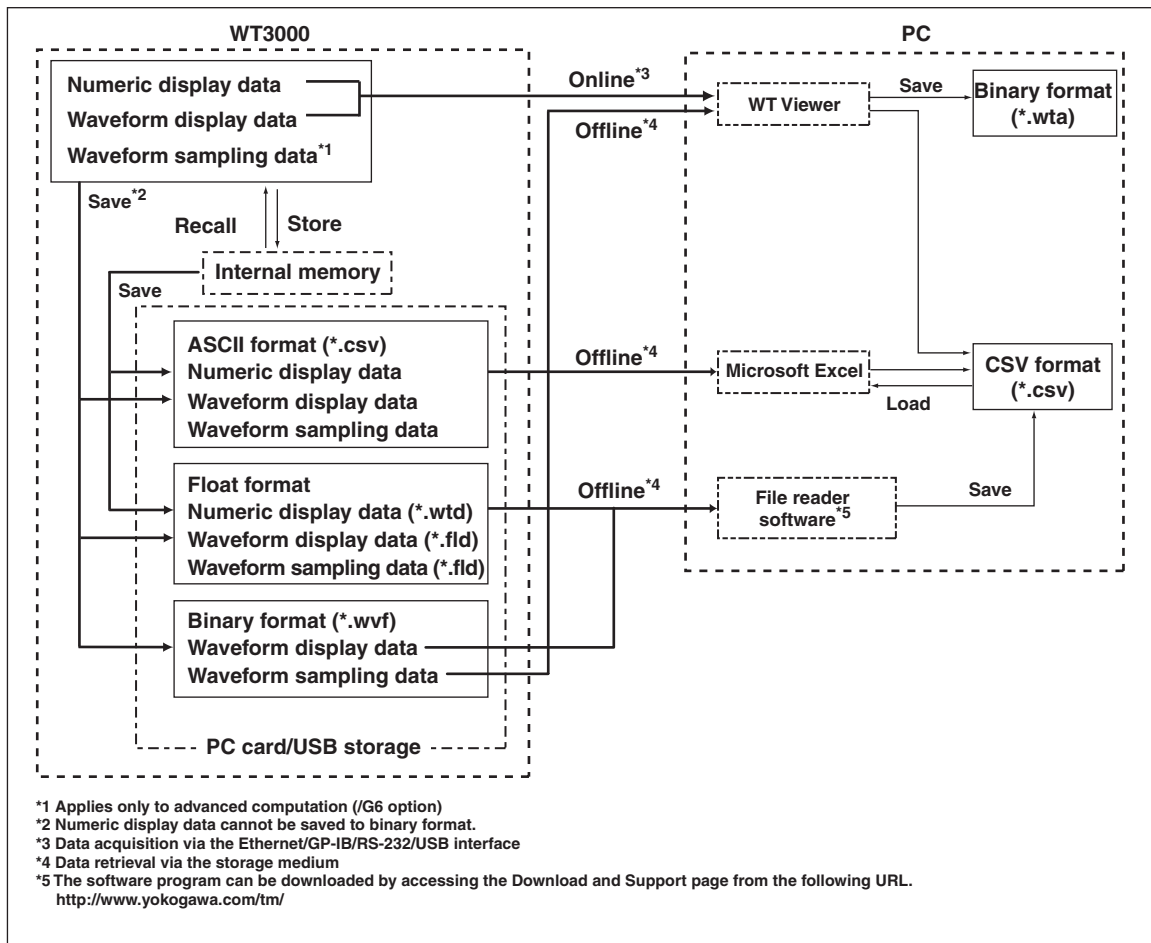 WT3000
PC
Numeric display data
Waveform display data
Waveform sampling data*1
Save*2
Recall
Store
Internal memory
Save
ASCII format (*.csv)
Numeric display data
Waveform display data
Waveform sampling data
Float format
Numeric display data (*.wtd)
Waveform display data (*.fld)
Waveform sampling data (*.fld)
Binary format (*.wvf)
Waveform display data
Waveform sampling data
PC card/USB storage
Online*3
Offline*4
Offline*4
Offline*4
WT Viewer
Save
Binary format
(*.wta)
Microsoft Excel
Load
CSV format
(*.csv)
File reader
software*5
Save
*1 Applies only to advanced computation (/G6 option)
*2 Numeric display data cannot be saved to binary format.
*3 Data acquisition via the Ethernet/GP-IB/RS-232/USB interface
*4 Data retrieval via the storage medium
*5 The software program can be downloaded by accessing the Download and Support page from the following URL.
http://www.yokogawa.com/tm/